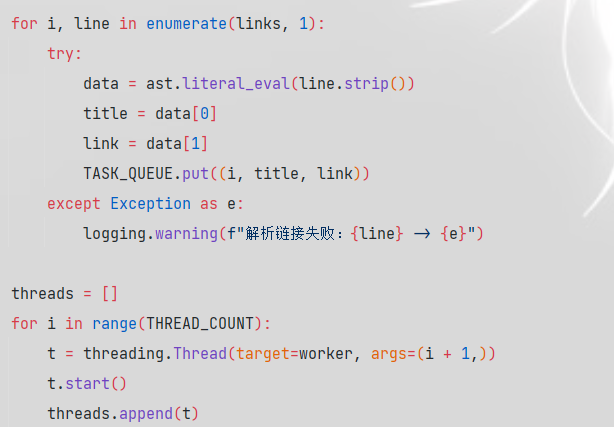 for i, line in enumerate(links, 1):
    try:
        data = ast.literal_eval(line.strip())
        title = data[0]
        link = data[1]
        TASK_QUEUE.put((i, title, link))
    except Exception as e:
        logging.warning(f"解析链接失败：{line} -> {e}")

threads = []
for i in range(THREAD_COUNT):
    t = threading.Thread(target=worker, args=(i + 1,))
    t.start()
    threads.append(t)